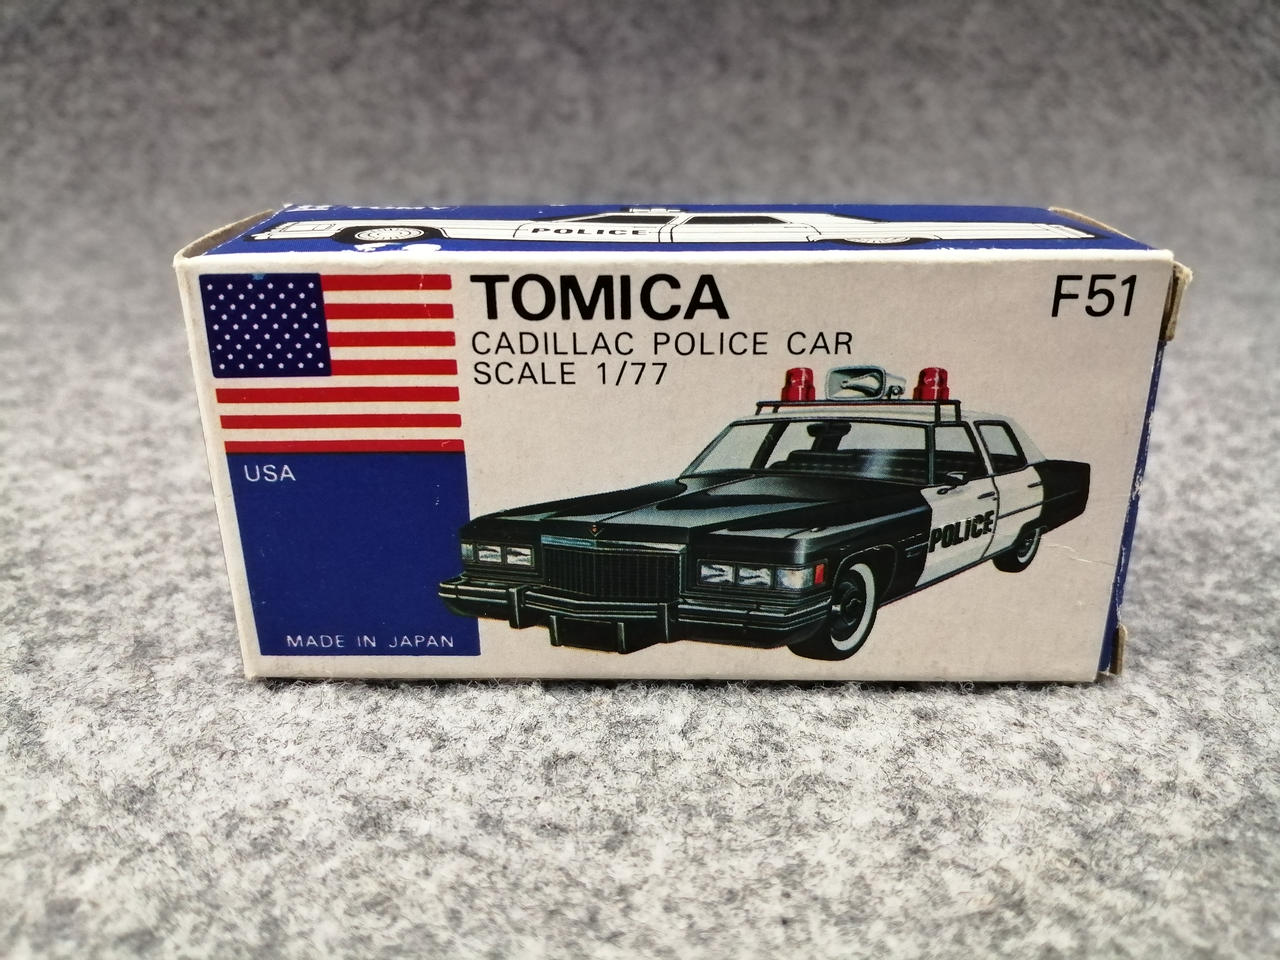 POLICE
TOMICA
F51
CADILLAC POLICE CAR
SCALE 1/77
USA
POLICE
MADE IN JAPAN